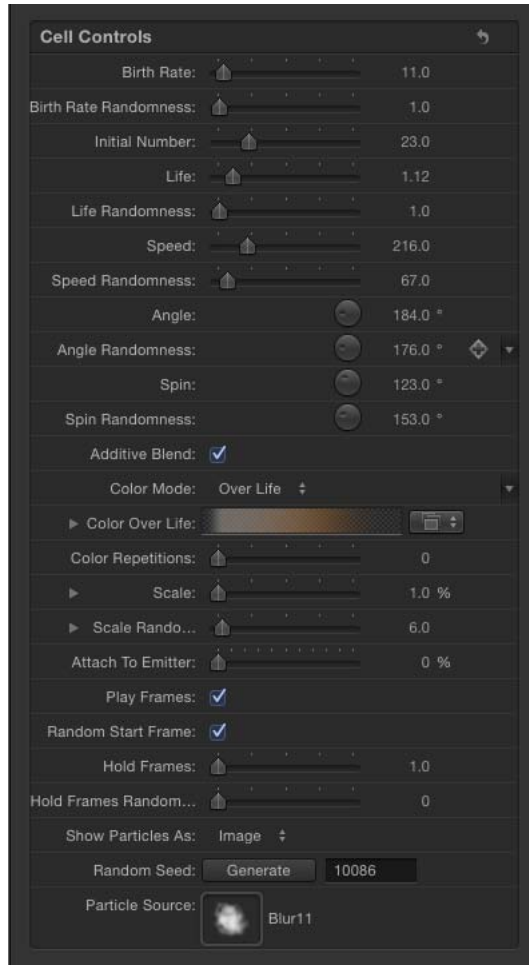 Cell Controls
Birth Rate: 11.0
Birth Rate Randomness: 1.0
Initial Number: 23.0
Life: 1.12
Life Randomness: 1.0
Speed: 216.0
Speed Randomness: 67.0
Angle: 184.0 °
Angle Randomness: 176.0 °
Spin: 123.0 °
Spin Randomness: 153.0 °
Additive Blend:
Color Mode: Over Life
Color Over Life:
Color Repetitions: 0
Scale: 1.0 %
Scale Rando... 6.0
Attach To Emitter: 0 %
Play Frames:
Random Start Frame:
Hold Frames: 1.0
Hold Frames Random... 0
Show Particles As: Image
Random Seed: Generate 10086
Particle Source: Blur11